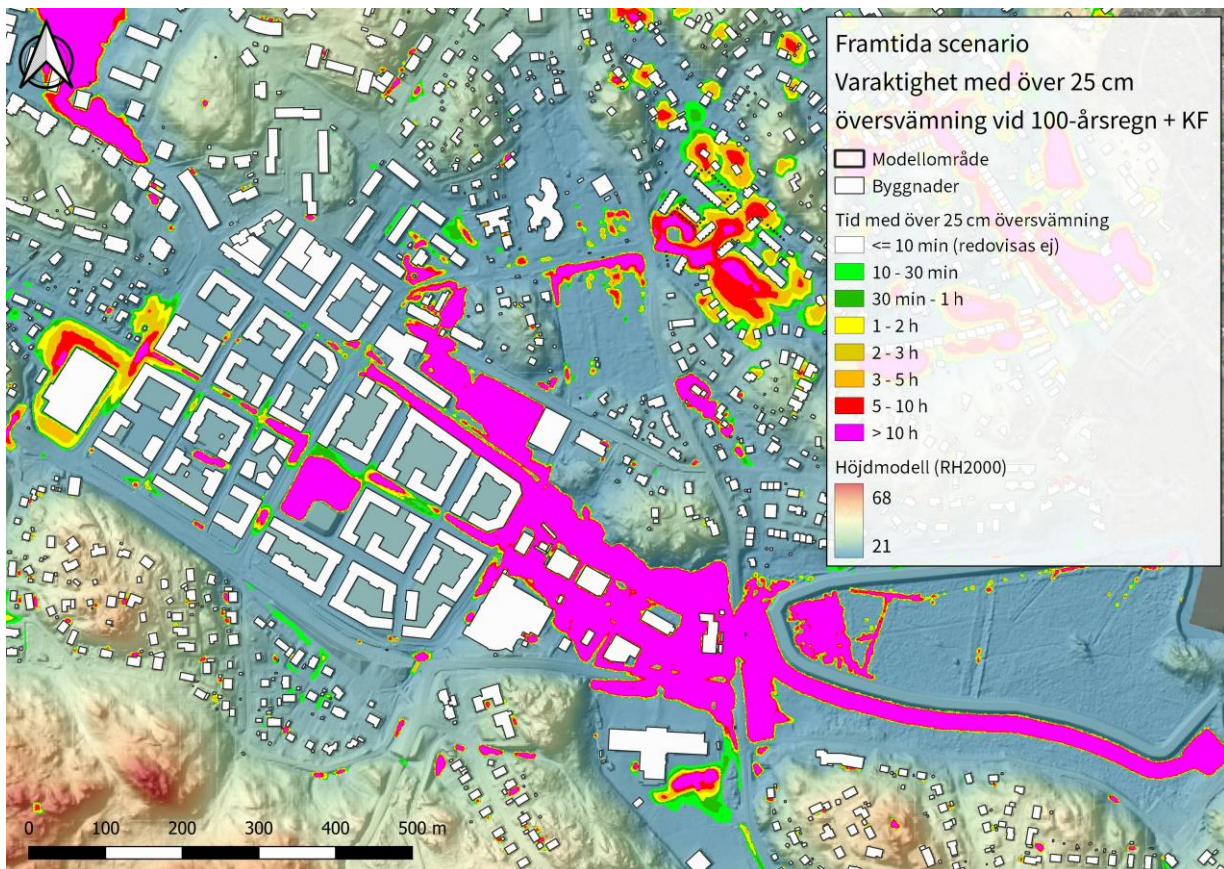 Framtida scenario
Varaktighet med över 25 cm
översvämning vid 100-årsregn + KF
Modellområde
Byggnader
Tid med över 25 cm översvämning
<= 10 min (redovisas ej)
10 - 30 min
30 min - 1 h
1 - 2 h
2 - 3 h
3 - 5 h
5 - 10 h
> 10 h
Höjdmodell (RH2000)
68
21
0 100 200 300 400 500 m